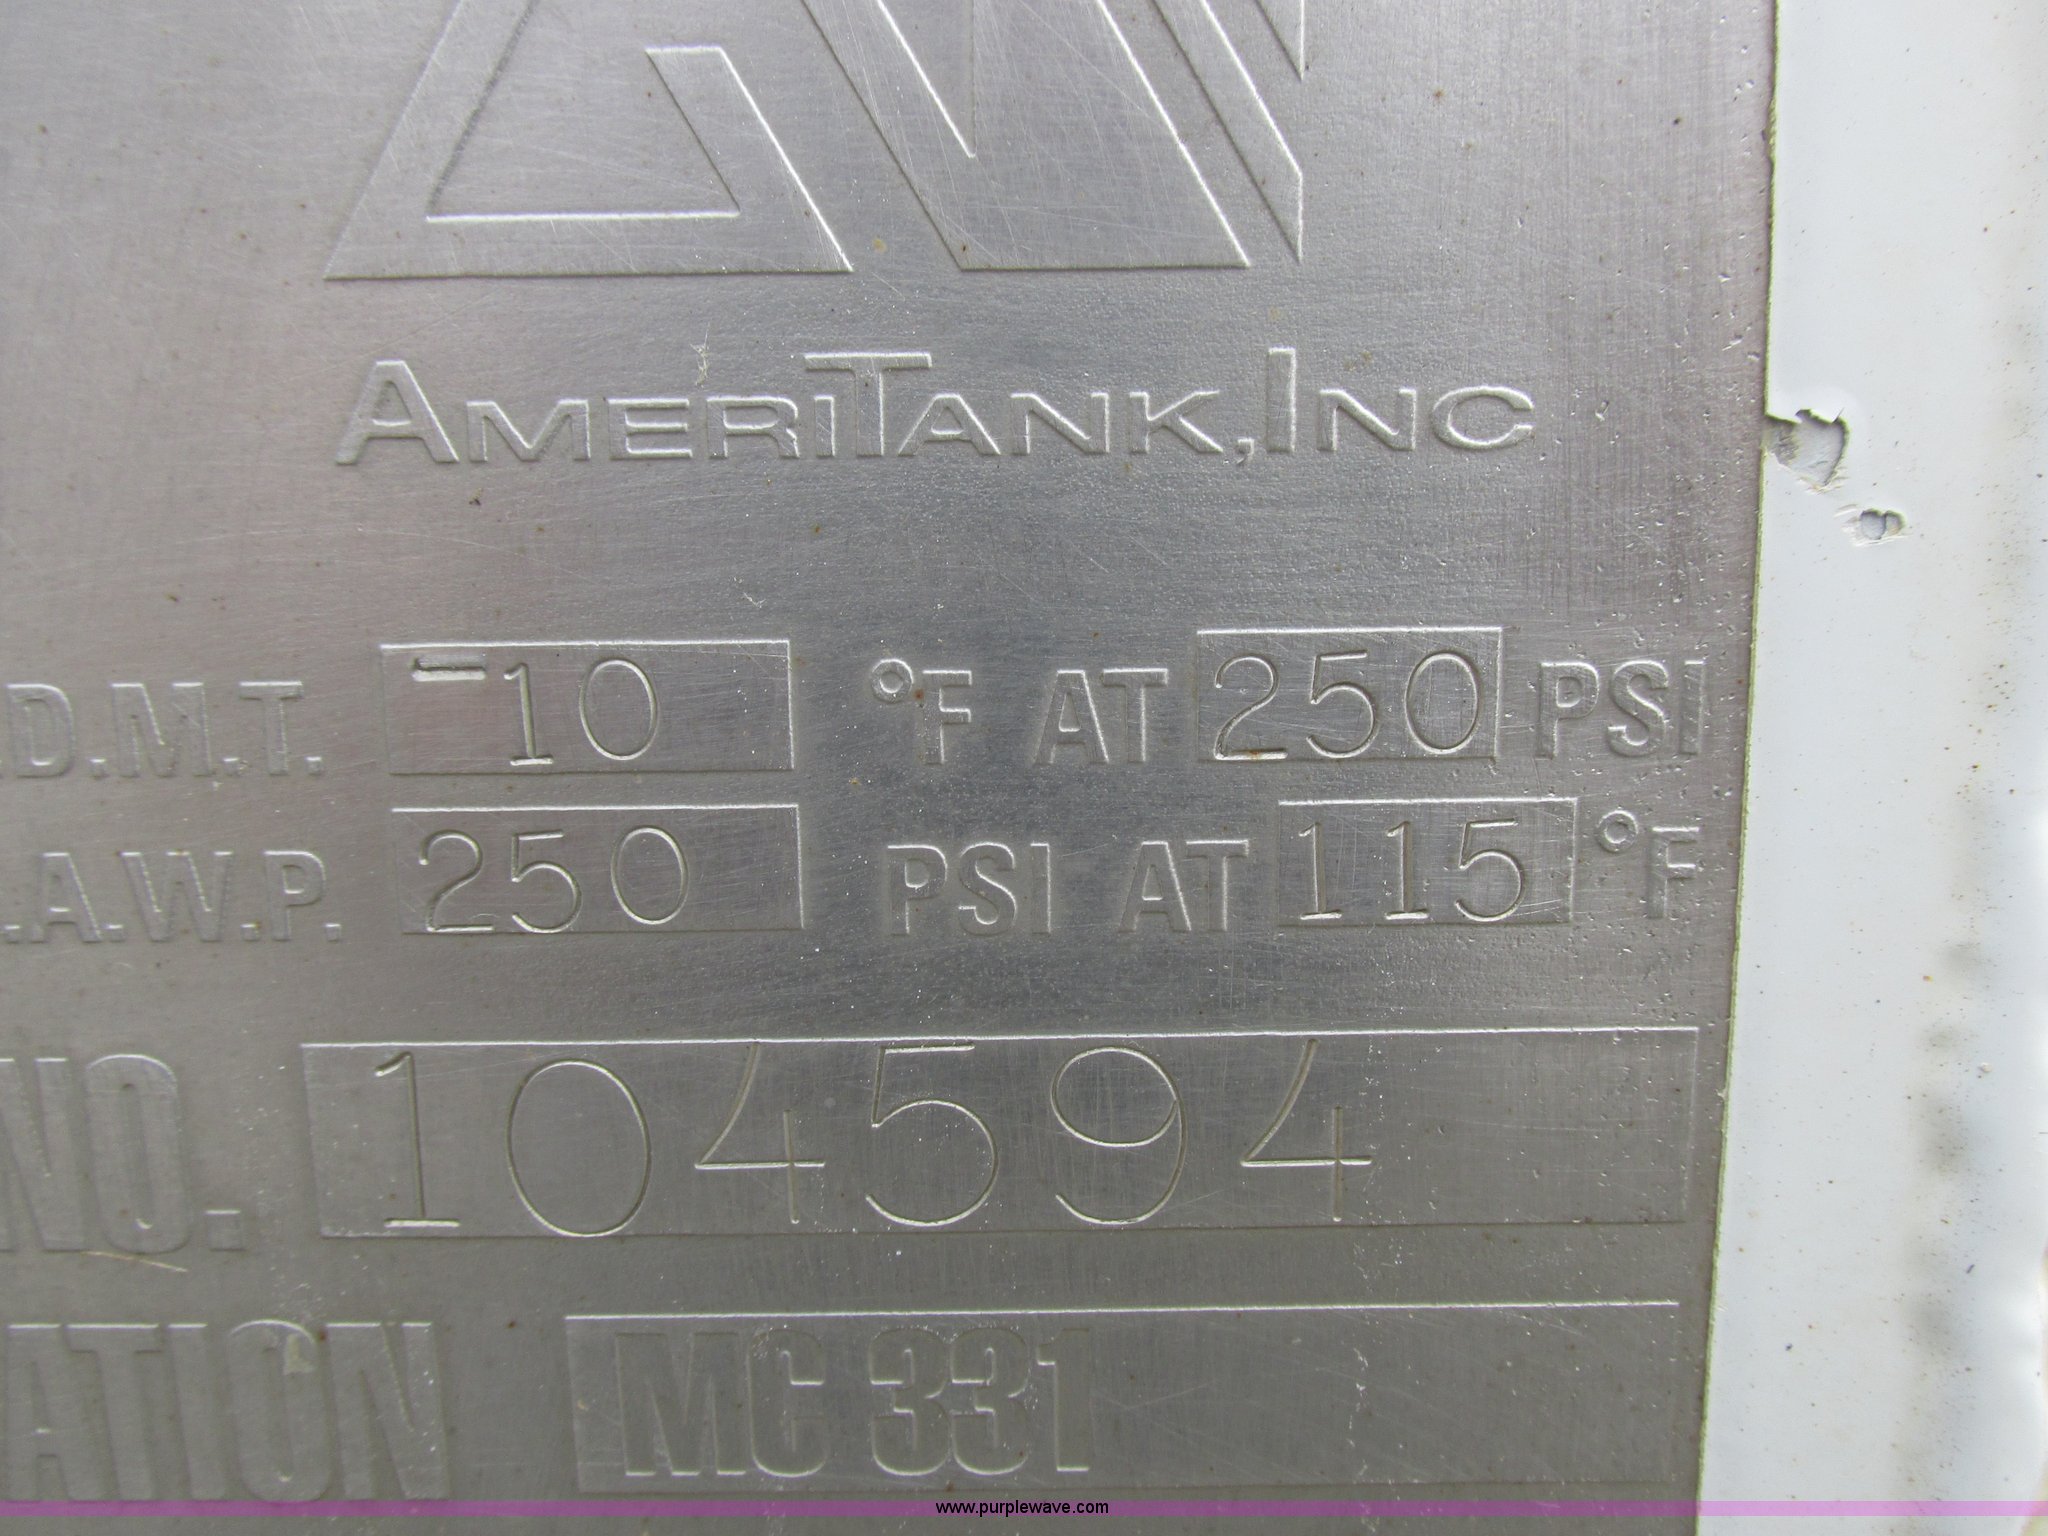 AMERITANK, INC
.D.M.T. -10 °F AT 250 PSI
.A.W.P. 250 PSI AT 115 °F
NO. 104594
ATION MC 331
www.purplewave.com